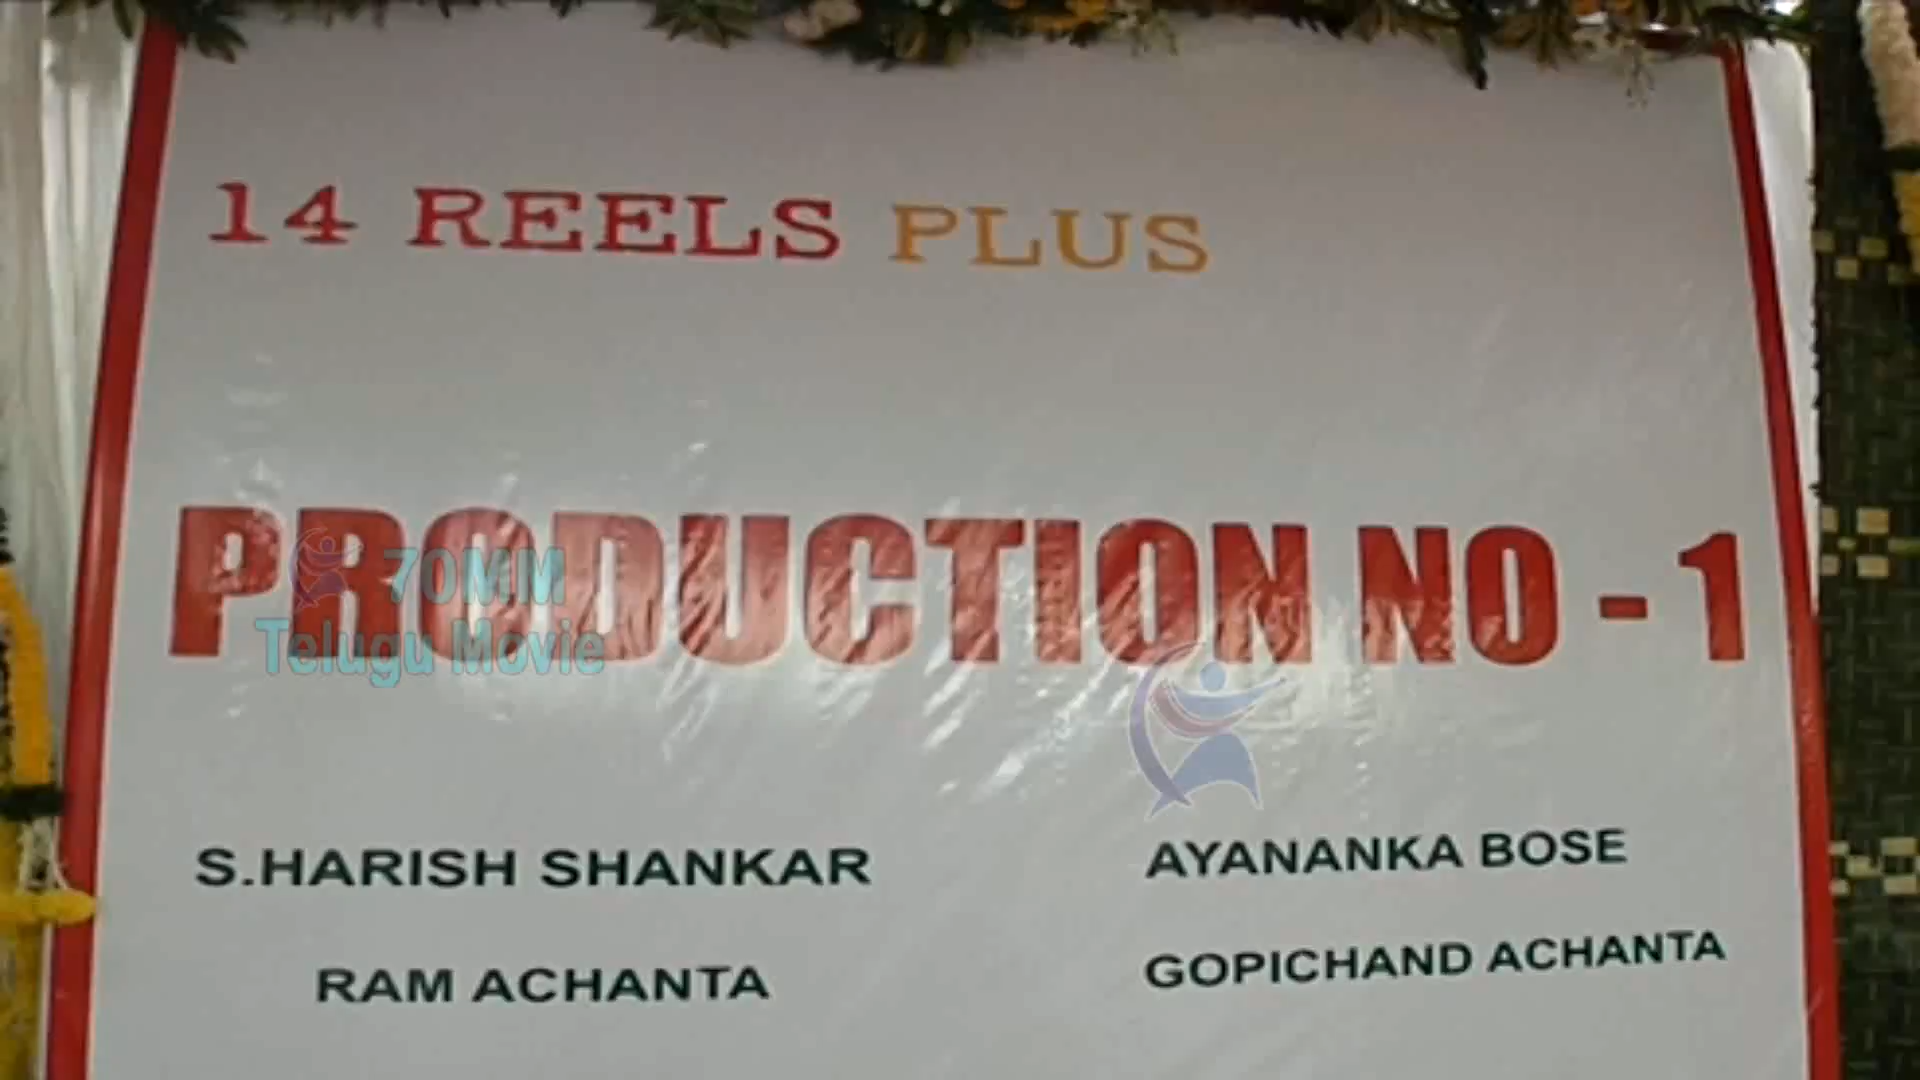 14 REELS PLUS
PRODUCTION NO - 1
70MM
Telugu Movie
S.HARISH SHANKAR
AYANANKA BOSE
RAM ACHANTA
GOPICHAND ACHANTA